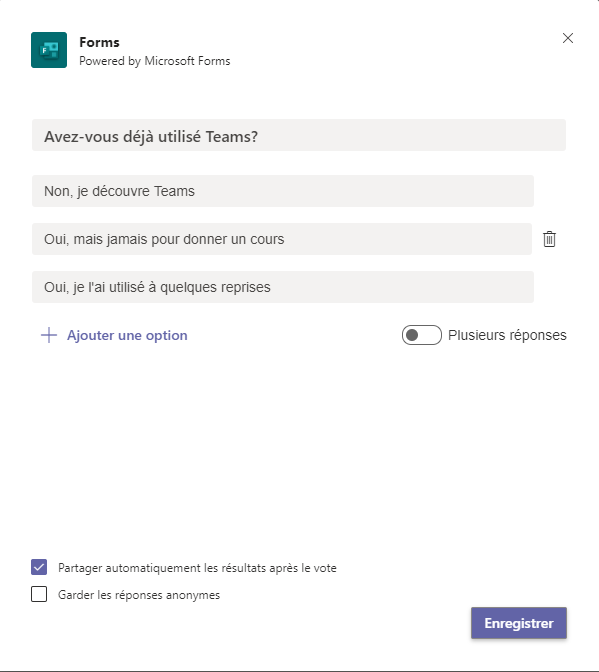 Forms
Powered by Microsoft Forms
Avez-vous déjà utilisé Teams?
Non, je découvre Teams
Oui, mais jamais pour donner un cours
Oui, je l'ai utilisé à quelques reprises
Ajouter une option
Plusieurs réponses
Partager automatiquement les résultats après le vote
Garder les réponses anonymes
Enregistrer